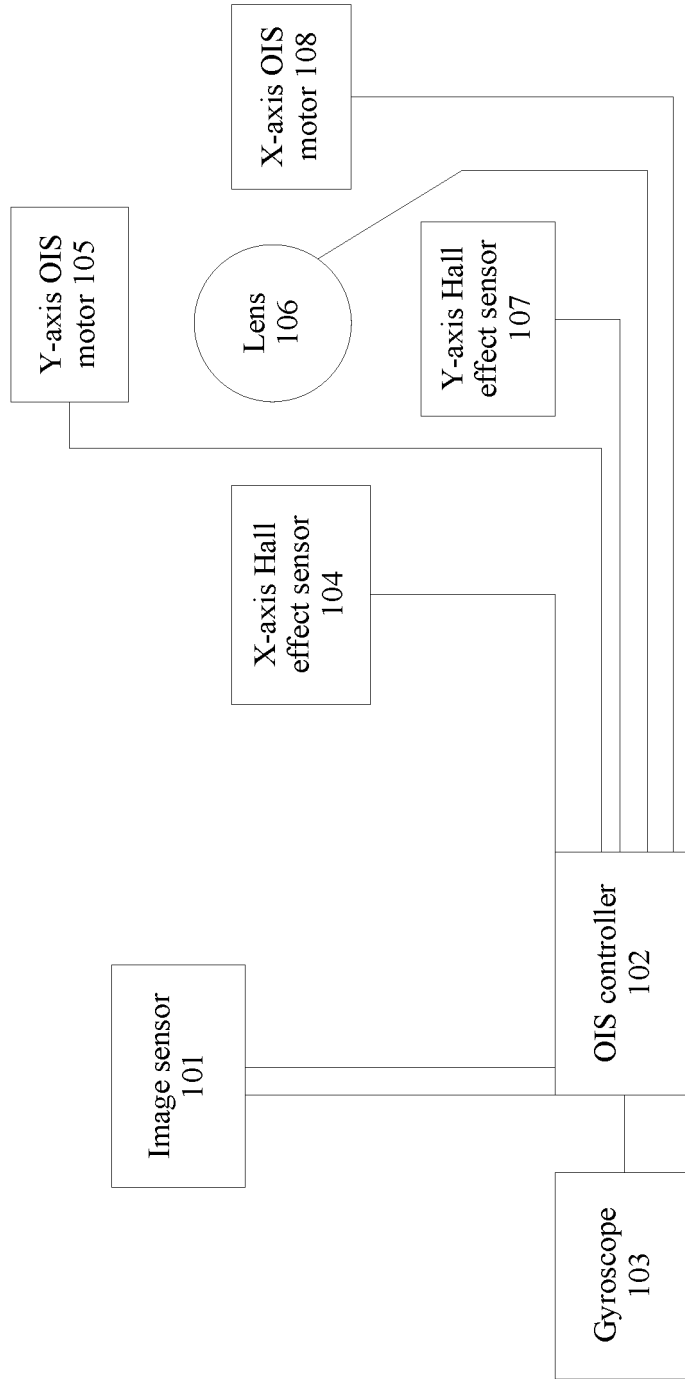 Image sensor
101
OIS controller
102
Gyroscope
103
X-axis Hall
effect sensor
104
Y-axis OIS
motor 105
Lens
106
Y-axis Hall
effect sensor
107
X-axis OIS
motor 108